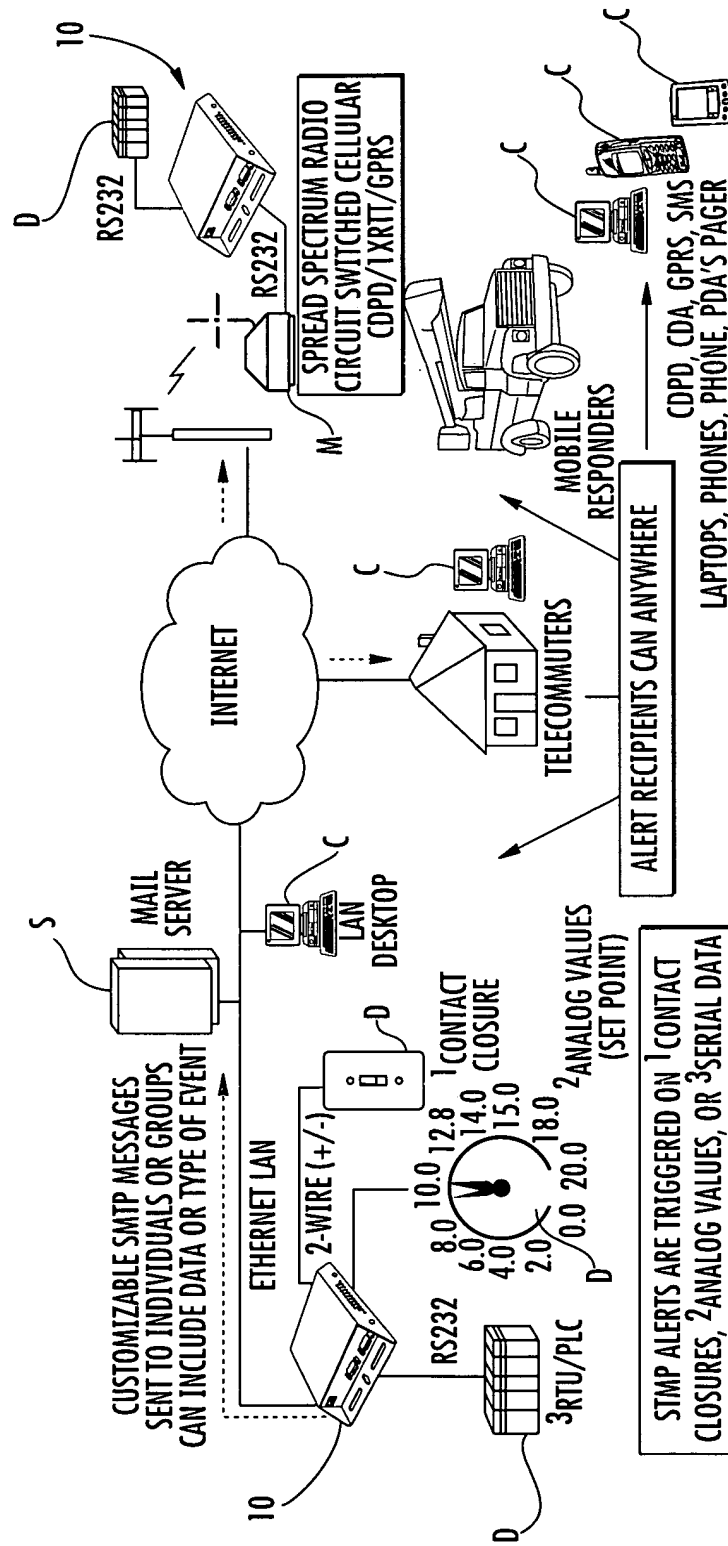 CUSTOMIZABLE SMTP MESSAGES
SENT TO INDIVIDUALS OR GROUPS
CAN INCLUDE DATA OR TYPE OF EVENT
S
MAIL
SERVER
ETHERNET LAN
10
2-WIRE (+/-)
D
1CONTACT
CLOSURE
C
LAN
DESKTOP
INTERNET
D
RS232
10
RS232
M
SPREAD SPECTRUM RADIO
CIRCUIT SWITCHED CELLULAR
CDPD/1XRTT/GPRS
RS232
3RTU/PLC
D
0.0
2.0
4.0
6.0
8.0
10.0
12.8
14.0
15.0
18.0
20.0
D
2ANALOG VALUES
(SET POINT)
TELECOMMUTERS
C
MOBILE
RESPONDERS
C
C
C
CDPD, CDA, GPRS, SMS
LAPTOPS, PHONES, PHONE, PDA'S PAGER
ALERT RECIPIENTS CAN ANYWHERE
STMP ALERTS ARE TRIGGERED ON 1CONTACT
CLOSURES, 2ANALOG VALUES, OR 3SERIAL DATA